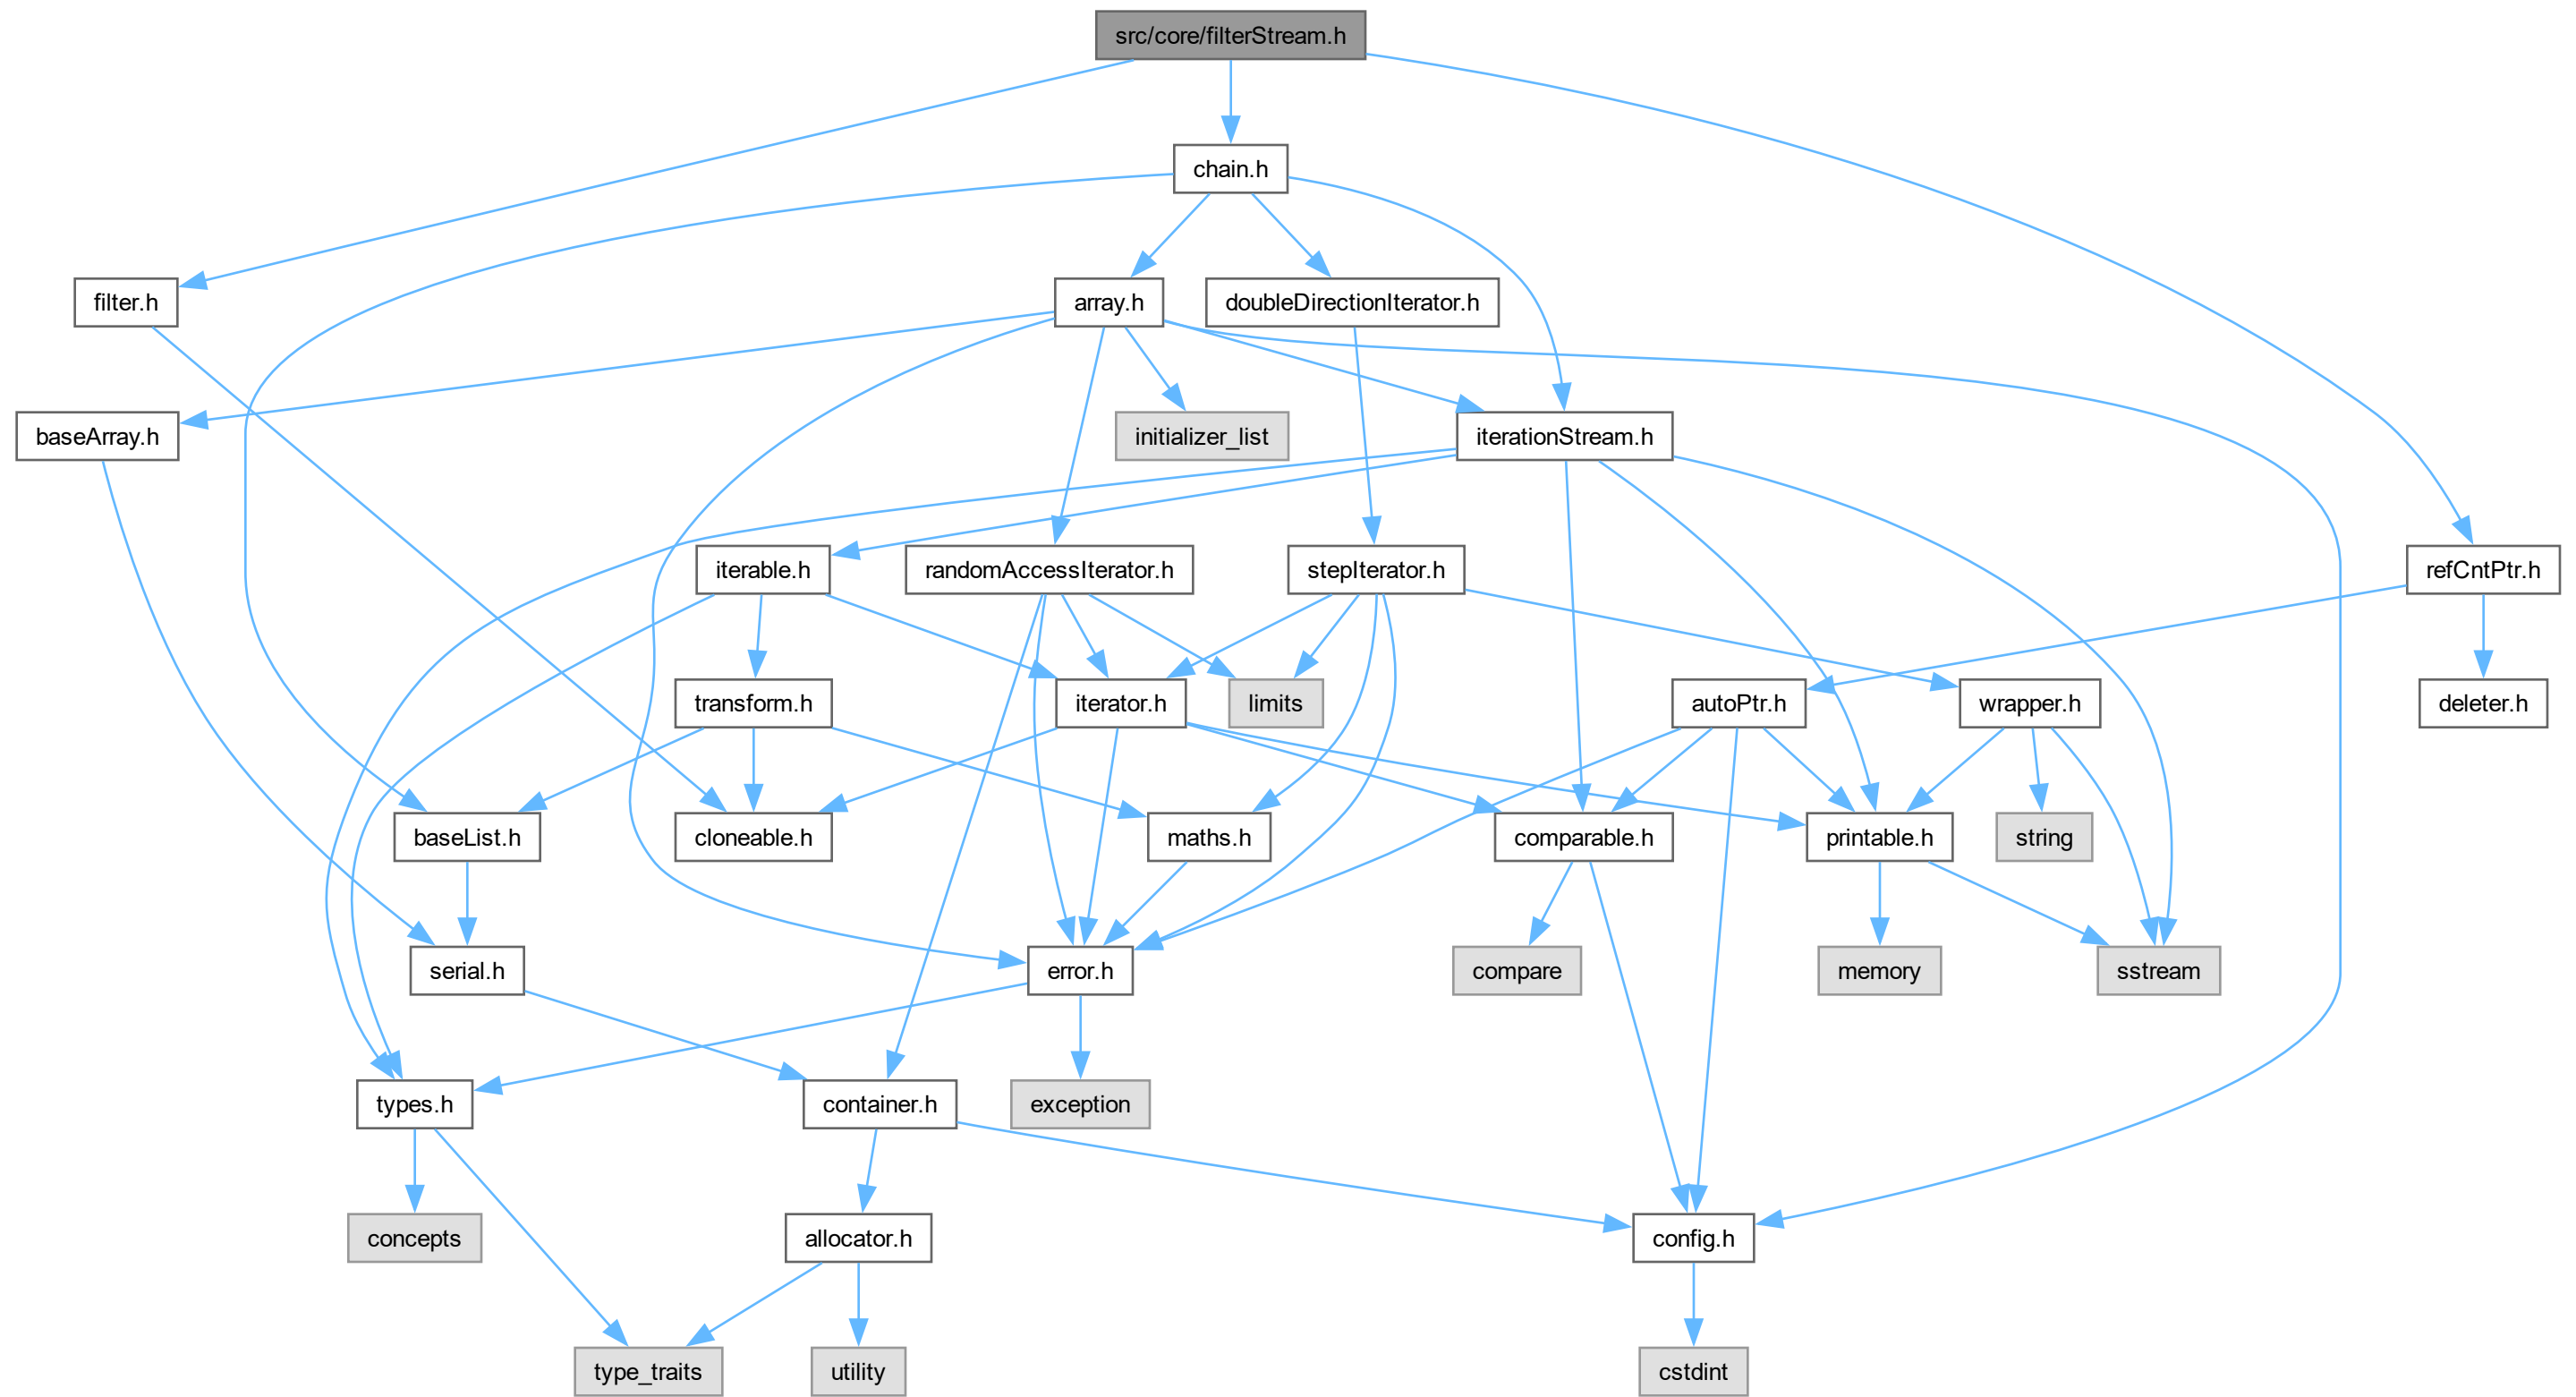 src/core/filterStream.h
chain.h
filter.h
array.h
doubleDirectionIterator.h
baseArray.h
initializer_list
iterationStream.h
iterable.h
randomAccessIterator.h
stepIterator.h
refCntPtr.h
transform.h
iterator.h
limits
autoPtr.h
wrapper.h
deleter.h
baseList.h
cloneable.h
maths.h
comparable.h
printable.h
string
serial.h
error.h
compare
memory
sstream
types.h
container.h
exception
concepts
allocator.h
config.h
type_traits
utility
cstdint